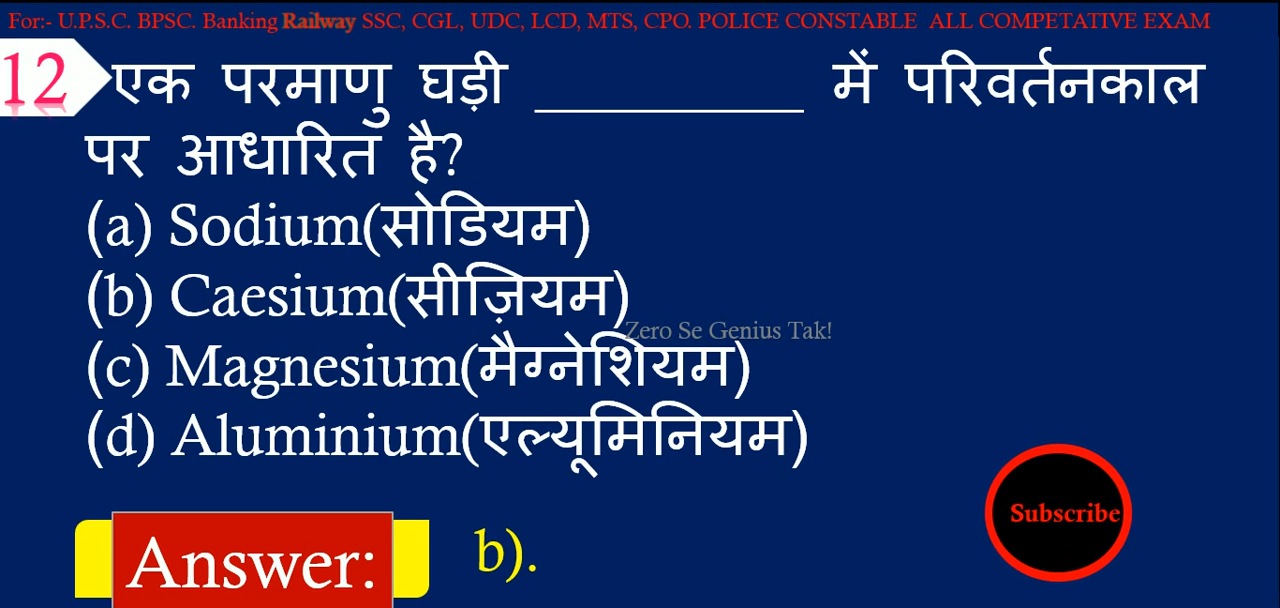 For:- U.P.S.C. BPSC. Banking Railway SSC, CGL, UDC, LCD, MTS, CPO. POLICE CONSTABLE ALL COMPETATIVE EXAM
12 एक परमाणु घड़ी __________ में परिवर्तनकाल
पर आधारित है?
(a) Sodium(सोडियम)
(b) Caesium(सीज़ियम)
Zero Se Genius Tak!
(c) Magnesium(मैग्नेशियम)
(d) Aluminium(एल्यूमिनियम)
Subscribe
Answer: b).